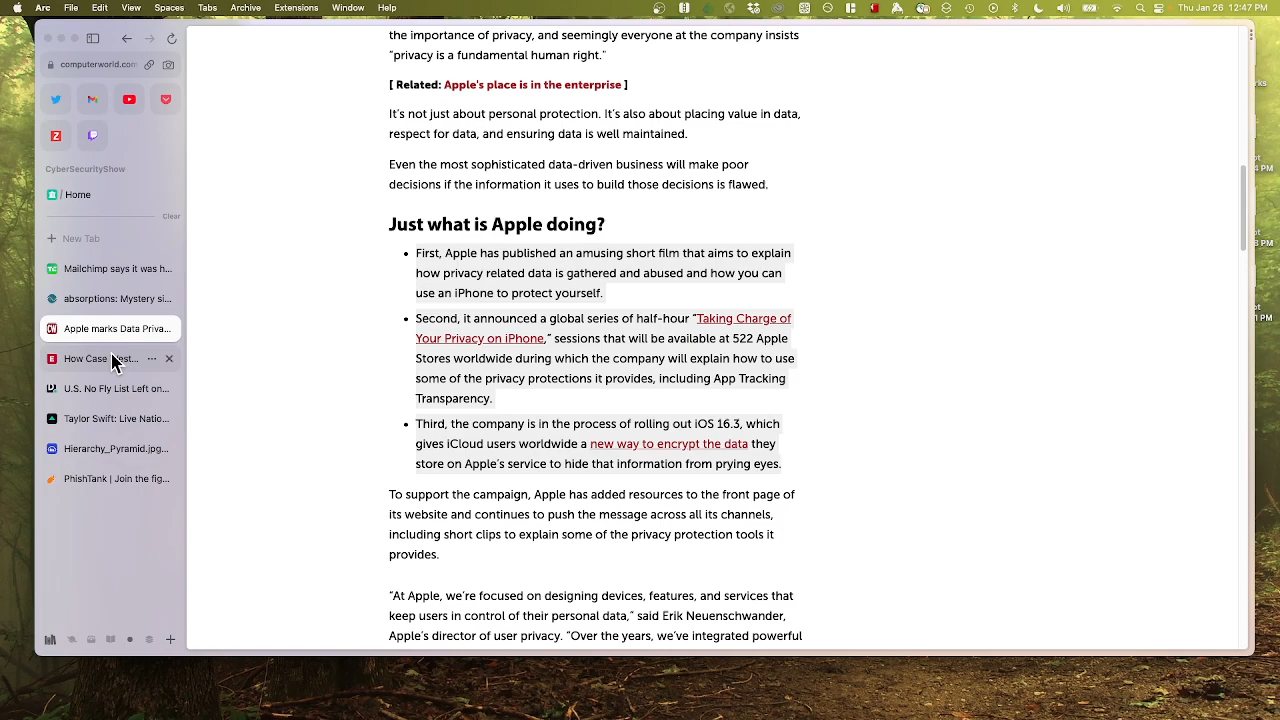 Arc File Edit View Spaces Tabs Archive Extensions Window Help
Thu Jan 26 12:47 PM
computerworld.com
CyberSecurityShow
/ Home
Clear
New Tab
Mailchimp says it was h...
absorptions: Mystery si...
Apple marks Data Priva...
How Case
U.S. No Fly List Left on...
Taylor Swift: Live Natio...
Hierarchy_Pyramid.jpg...
PhishTank | Join the fig...
the importance of privacy, and seemingly everyone at the company insists
“privacy is a fundamental human right."
[ Related: Apple's place is in the enterprise ]
It’s not just about personal protection. It’s also about placing value in data,
respect for data, and ensuring data is well maintained.
Even the most sophisticated data-driven business will make poor
decisions if the information it uses to build those decisions is flawed.
Just what is Apple doing?
• First, Apple has published an amusing short film that aims to explain
how privacy related data is gathered and abused and how you can
use an iPhone to protect yourself.
• Second, it announced a global series of half-hour “Taking Charge of
Your Privacy on iPhone,” sessions that will be available at 522 Apple
Stores worldwide during which the company will explain how to use
some of the privacy protections it provides, including App Tracking
Transparency.
• Third, the company is in the process of rolling out iOS 16.3, which
gives iCloud users worldwide a new way to encrypt the data they
store on Apple’s service to hide that information from prying eyes.
To support the campaign, Apple has added resources to the front page of
its website and continues to push the message across all its channels,
including short clips to explain some of the privacy protection tools it
provides.
“At Apple, we’re focused on designing devices, features, and services that
keep users in control of their personal data,” said Erik Neuenschwander,
Apple’s director of user privacy. “Over the years, we’ve integrated powerful